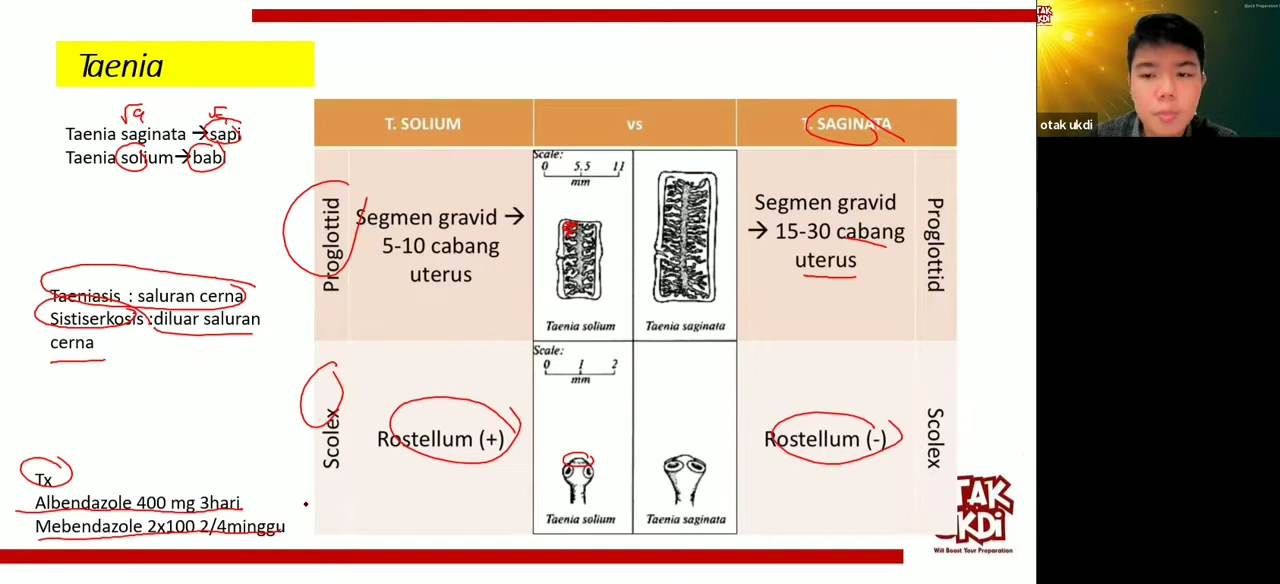 Taenia
√a √i
Taenia saginata → sapi
Taenia solium → babi
Taeniasis : saluran cerna
Sistiserkosis :diluar saluran
cerna
Tx
Albendazole 400 mg 3hari
Mebendazole 2x100 2/4minggu
T. SOLIUM
vs
T. SAGINATA
Proglottid
Segmen gravid →
5-10 cabang
uterus
Scale:
0 5.5 11
mm
Taenia solium
Taenia saginata
Segmen gravid
→ 15-30 cabang
uterus
Proglottid
Scolex
Rostellum (+)
Scale:
0 1 2
mm
Taenia solium
Taenia saginata
Rostellum (-)
Scolex
TAK
UKDi
Will Boost Your Preparation
TAK
KDI
otak ukdi